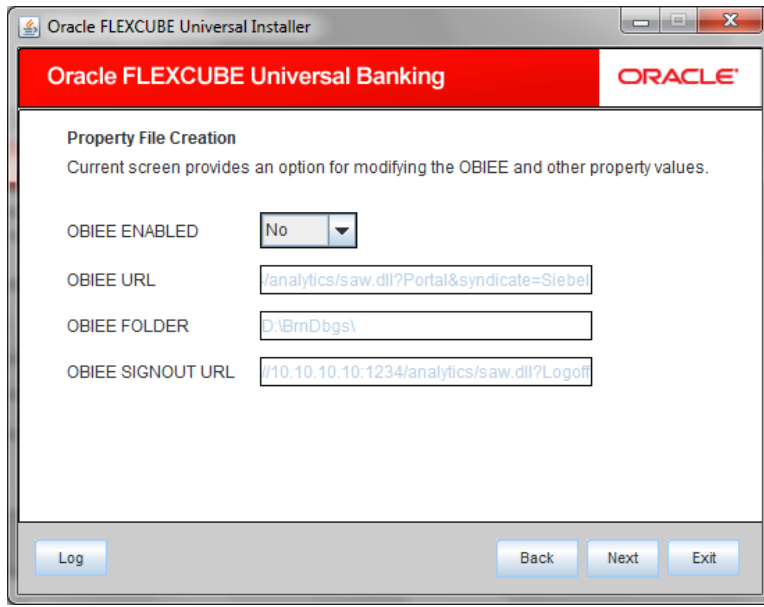 Oracle FLEXCUBE Universal Installer
Oracle FLEXCUBE Universal Banking
ORACLE
Property File Creation
Current screen provides an option for modifying the OBIEE and other property values.
OBIEE ENABLED No
OBIEE URL /analytics/saw.dll?Portal&syndicate=Siebel
OBIEE FOLDER D:\BrnDbgs\
OBIEE SIGNOUT URL //10.10.10.10:1234/analytics/saw.dll?Logoff
Log Back Next Exit